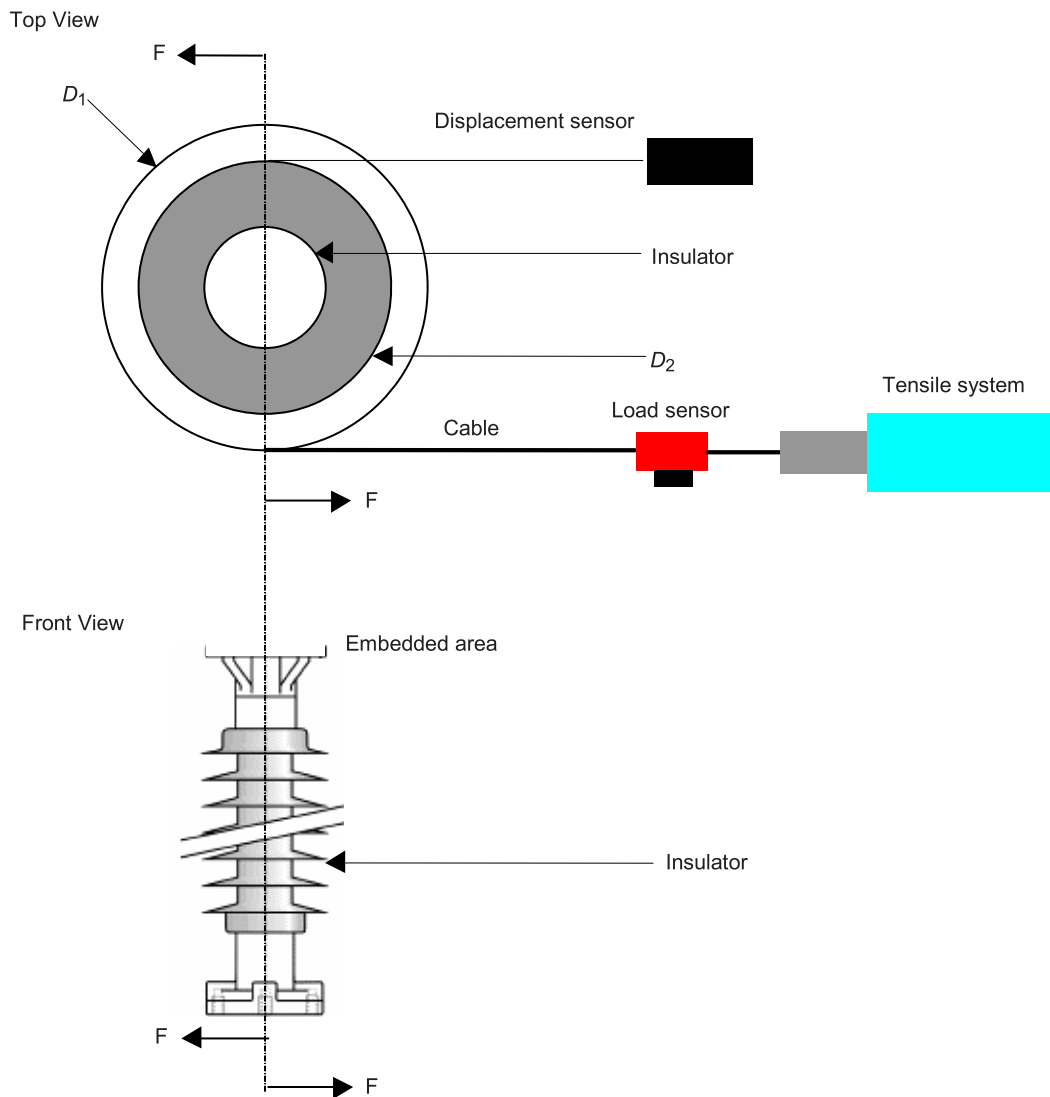 Top View
F
D1
Displacement sensor
Insulator
D2
Tensile system
Load sensor
Cable
F
Front View
Embedded area
Insulator
F
F